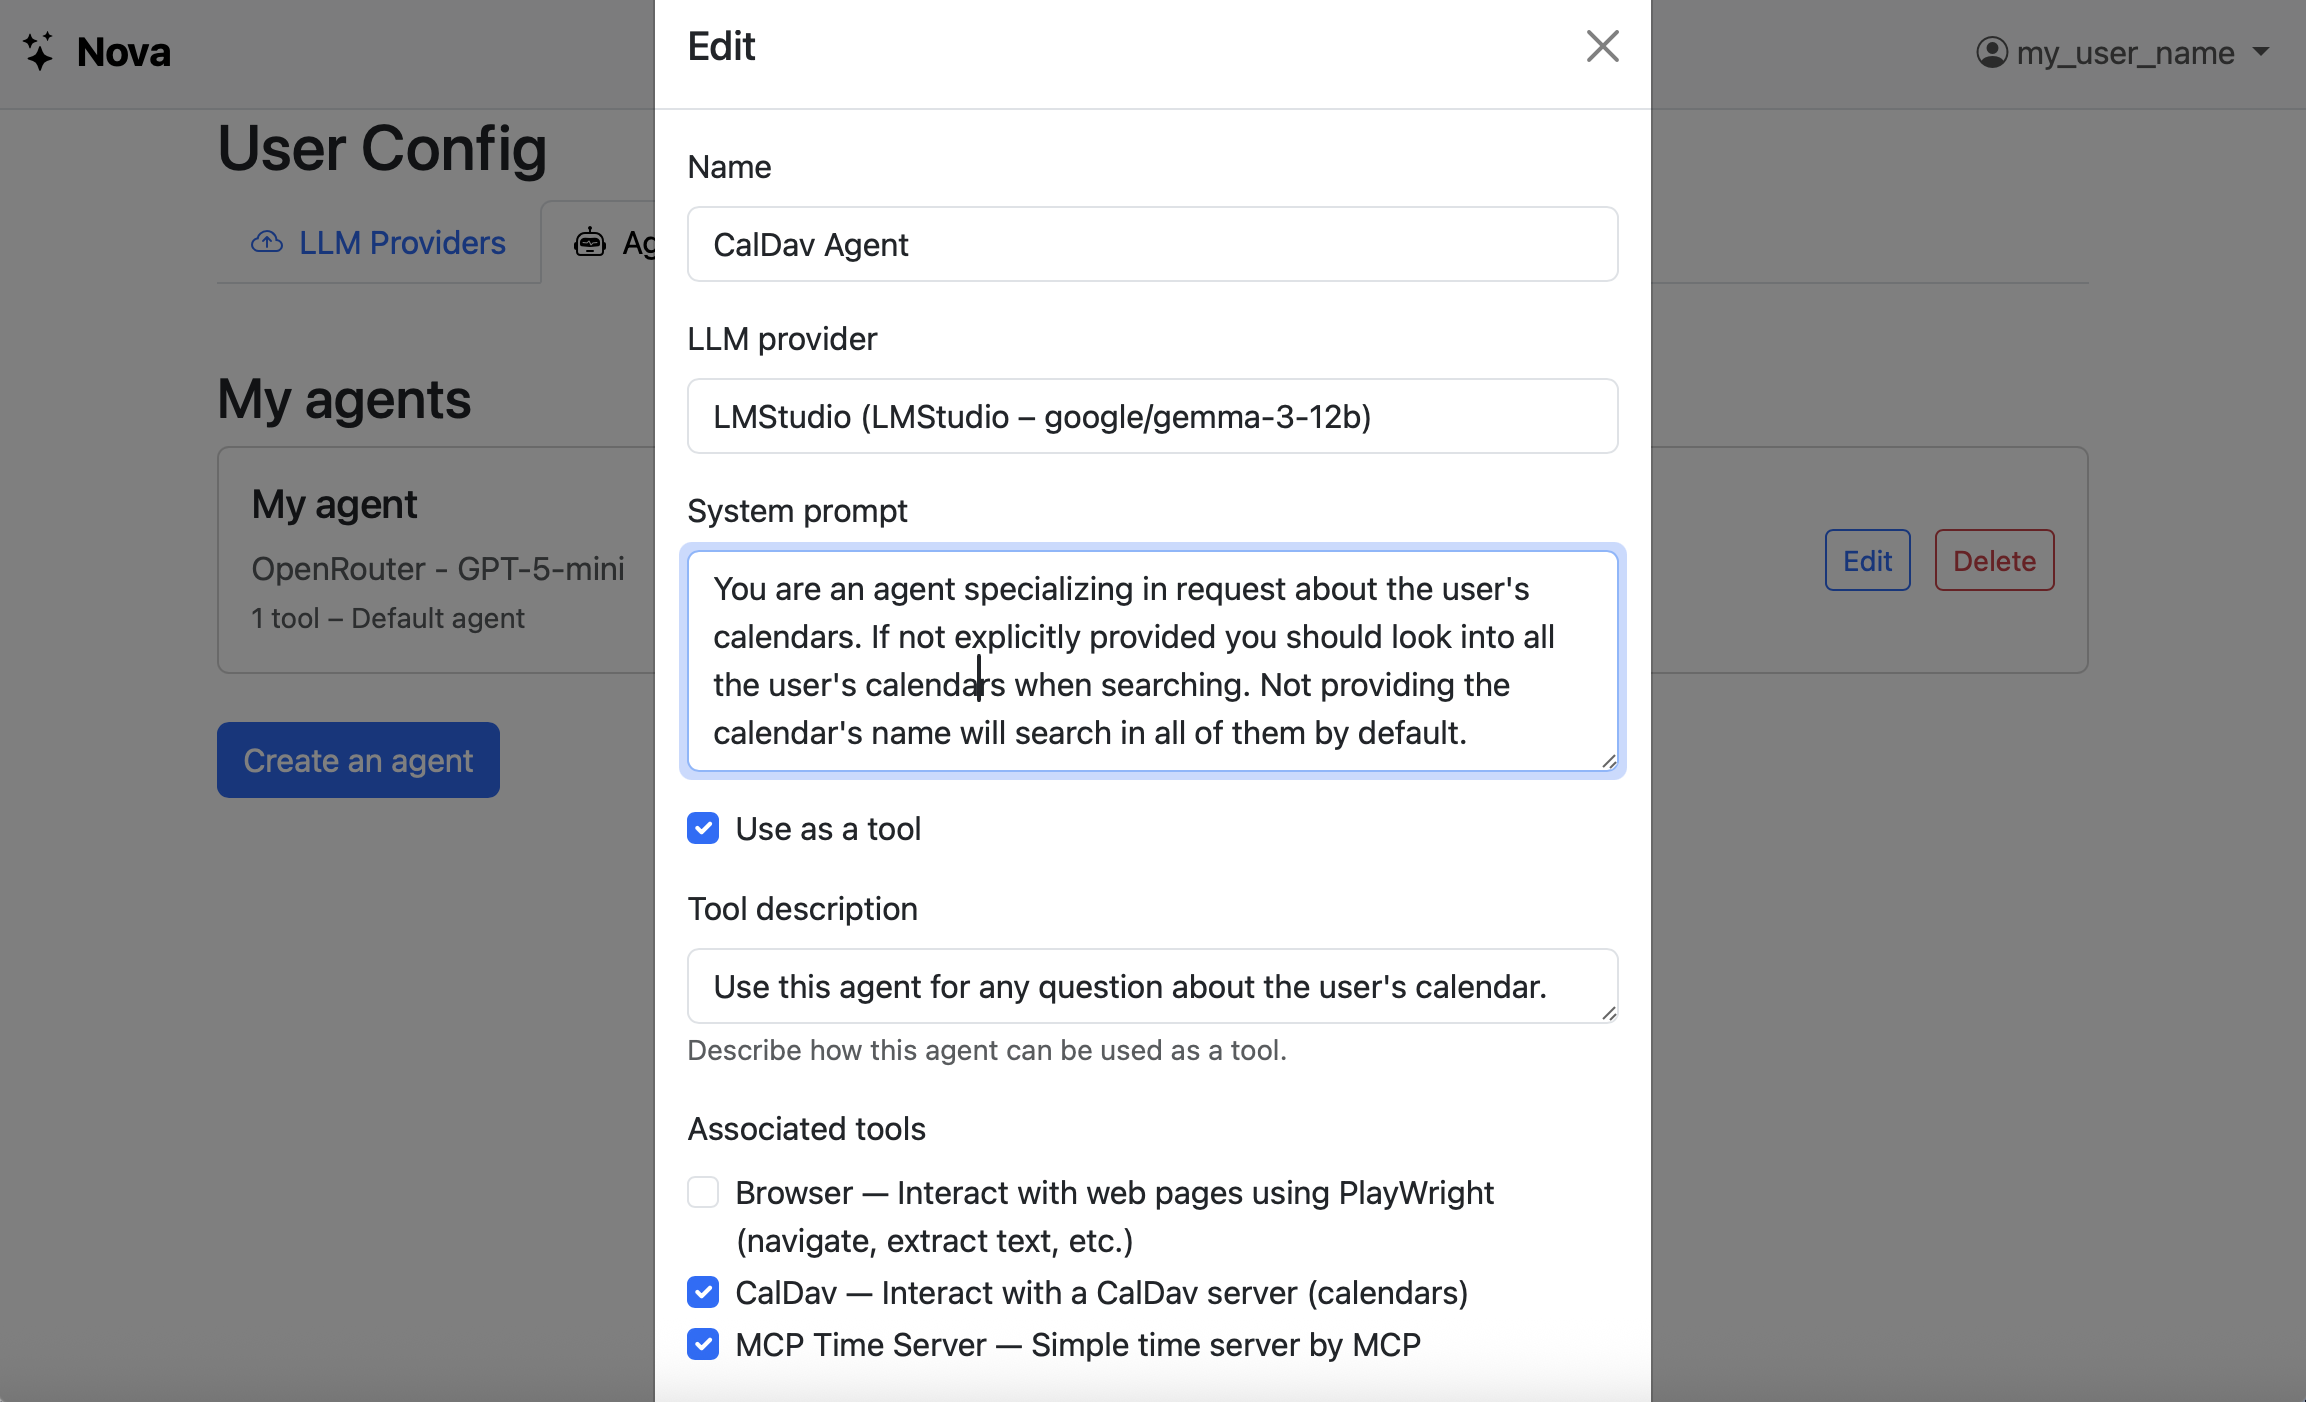 Nova
my_user_name
User Config
LLM Providers
Ag
My agents
My agent
OpenRouter - GPT-5-mini
1 tool – Default agent
Edit
Delete
Create an agent
Edit
Name
CalDav Agent
LLM provider
LMStudio (LMStudio – google/gemma-3-12b)
System prompt
You are an agent specializing in request about the user's
calendars. If not explicitly provided you should look into all
the user's calendars when searching. Not providing the
calendar's name will search in all of them by default.
Use as a tool
Tool description
Use this agent for any question about the user's calendar.
Describe how this agent can be used as a tool.
Associated tools
Browser — Interact with web pages using PlayWright
(navigate, extract text, etc.)
CalDav — Interact with a CalDav server (calendars)
MCP Time Server — Simple time server by MCP